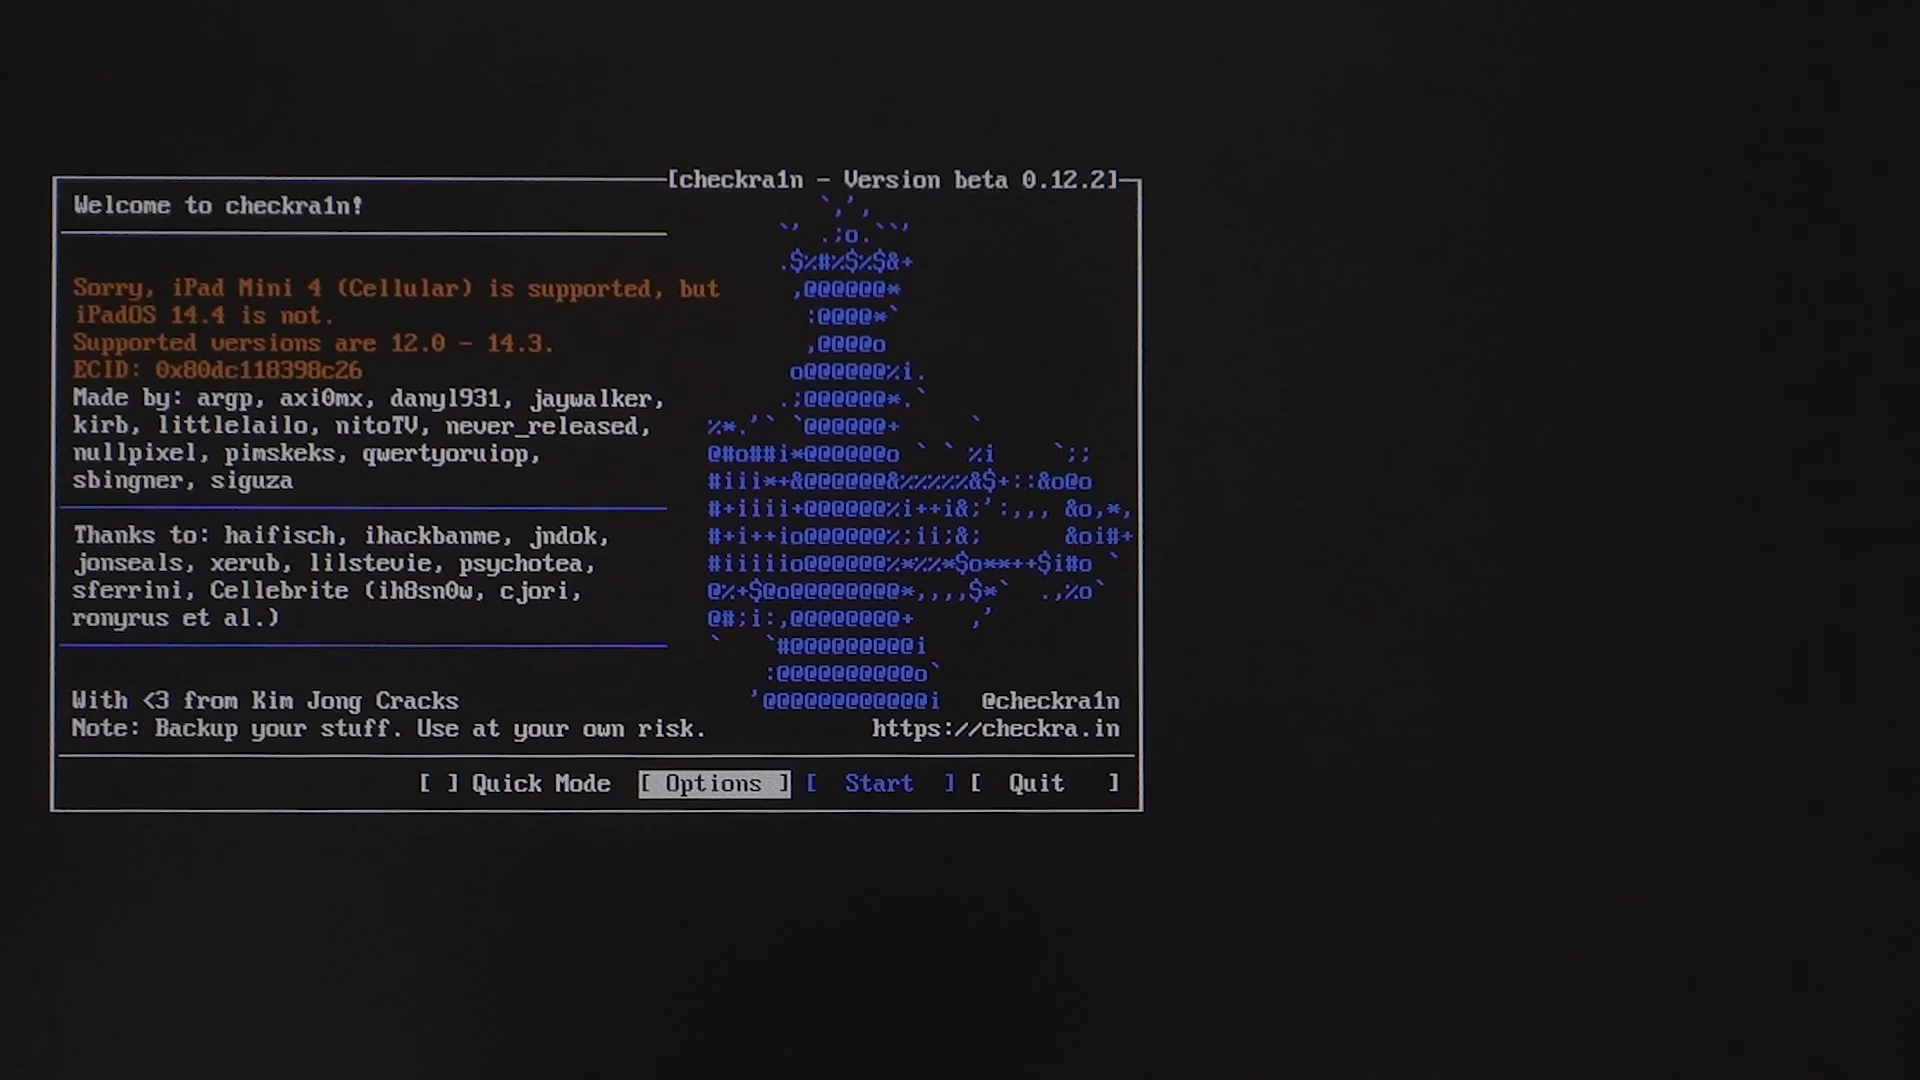 [checkra1n - Version beta 0.12.2]
Welcome to checkra1n!
Sorry, iPad Mini 4 (Cellular) is supported, but
iPadOS 14.4 is not.
Supported versions are 12.0 - 14.3.
ECID: 0x80dc118398c26
Made by: argp, axi0mx, danyl931, jaywalker,
kirb, littlelailo, nitoTV, never_released,
nullpixel, pimskeks, qwertyoruiop,
sbingner, siguza
Thanks to: haifisch, ihackbanme, jndok,
jonseals, xerub, lilstevie, psychotea,
sferrini, Cellebrite (ih8sn0w, cjori,
ronyrus et al.)
With <3 from Kim Jong Cracks
@checkra1n
Note: Backup your stuff. Use at your own risk.
https://checkra.in
[ ] Quick Mode [ Options ] [ Start ] [ Quit ]